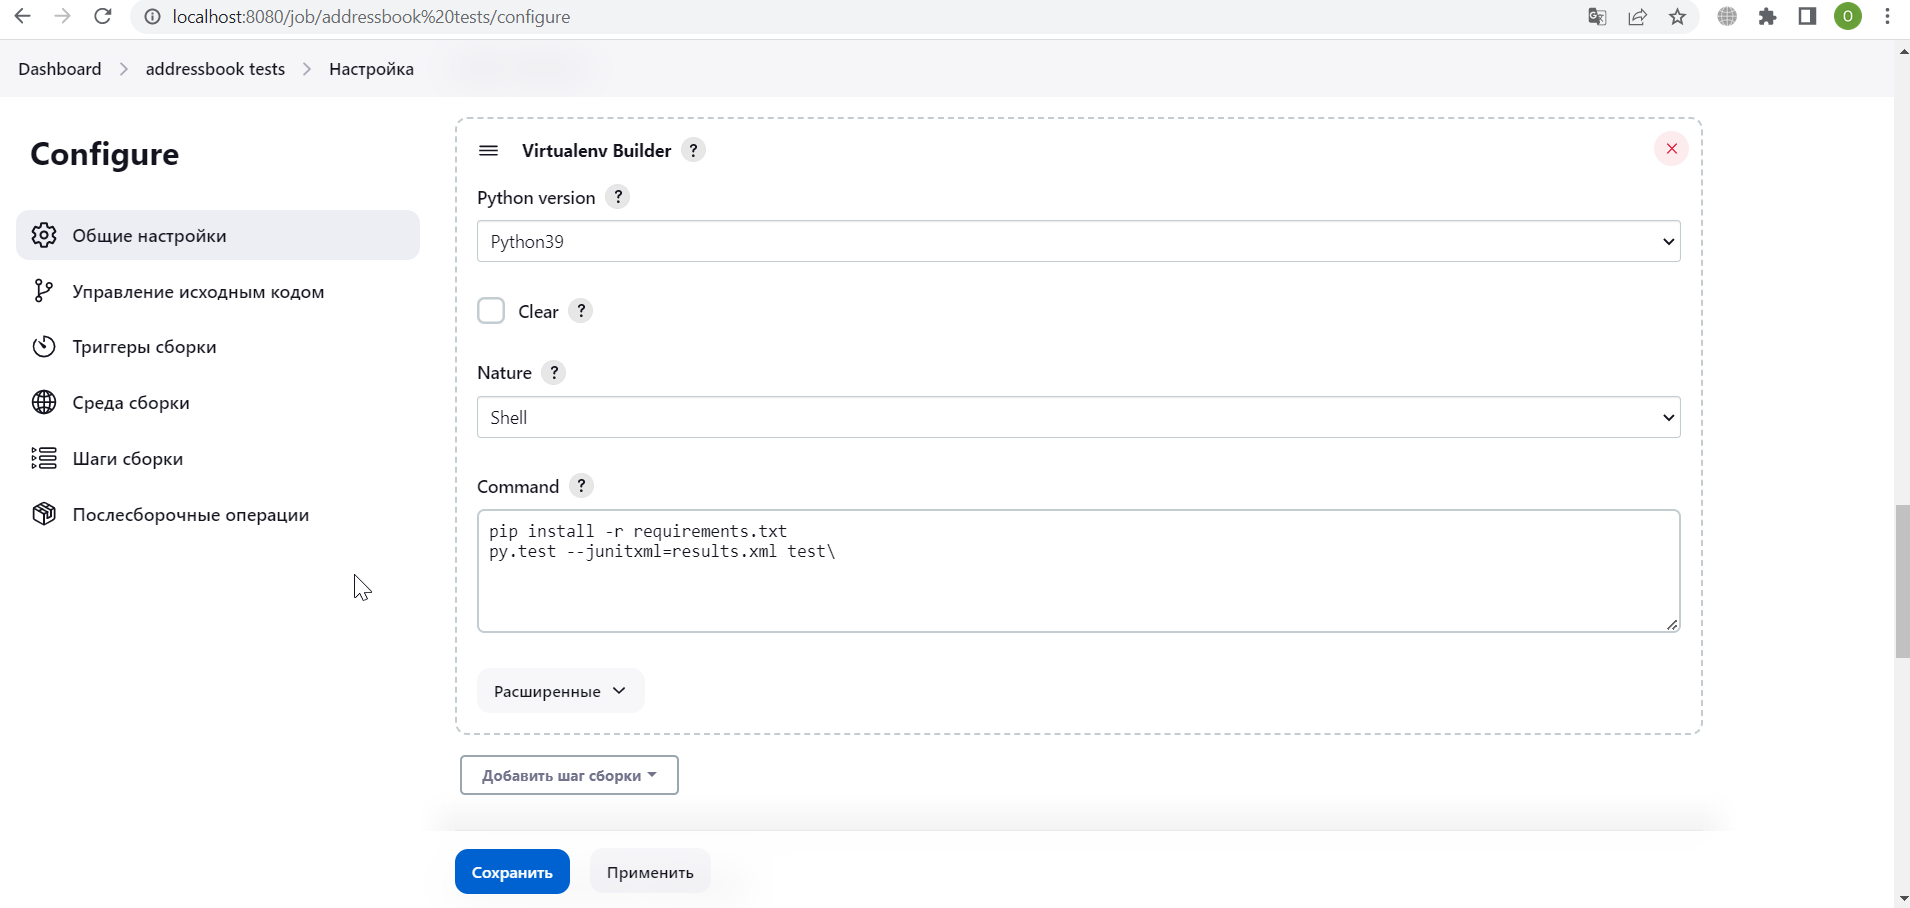 localhost:8080/job/addressbook%20tests/configure
O
Dashboard
addressbook tests
Настройка
Configure
Общие настройки
Управление исходным кодом
Триггеры сборки
Среда сборки
Шаги сборки
Послесборочные операции
Virtualenv Builder ?
Python version ?
Python39
Clear ?
Nature ?
Shell
Command ?
pip install -r requirements.txt
py.test --junitxml=results.xml test\
Расширенные
Добавить шаг сборки
Сохранить
Применить